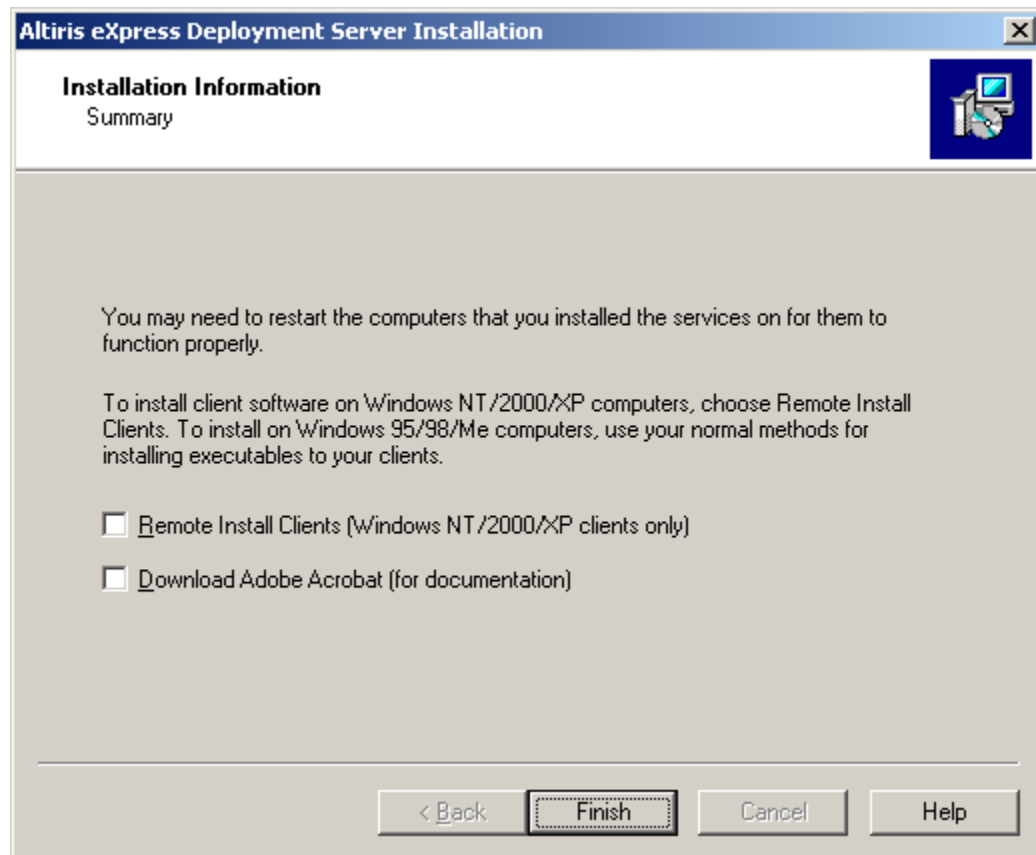 Altiris eXpress Deployment Server Installation
Installation Information
Summary
You may need to restart the computers that you installed the services on for them to
function properly.
To install client software on Windows NT/2000/XP computers, choose Remote Install
Clients. To install on Windows 95/98/Me computers, use your normal methods for
installing executables to your clients.
Remote Install Clients (Windows NT/2000/XP clients only)
Download Adobe Acrobat (for documentation)
< Back Finish Cancel Help